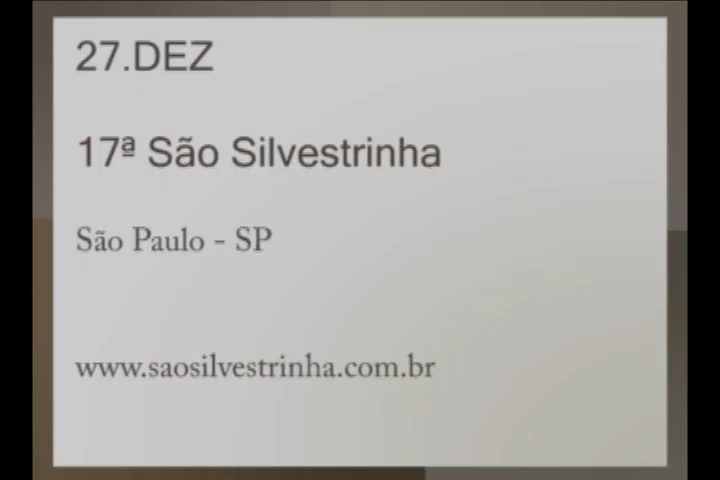 27.DEZ
17ª São Silvestrinha
São Paulo - SP
www.saosilvestrinha.com.br